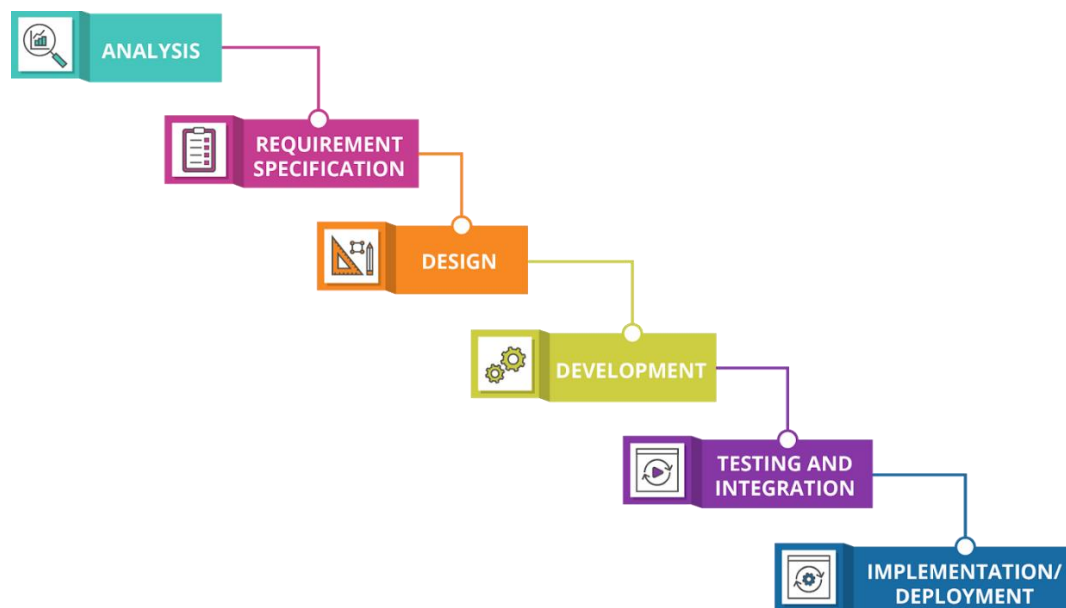 ANALYSIS
REQUIREMENT
SPECIFICATION
DESIGN
DEVELOPMENT
TESTING AND
INTEGRATION
IMPLEMENTATION/
DEPLOYMENT